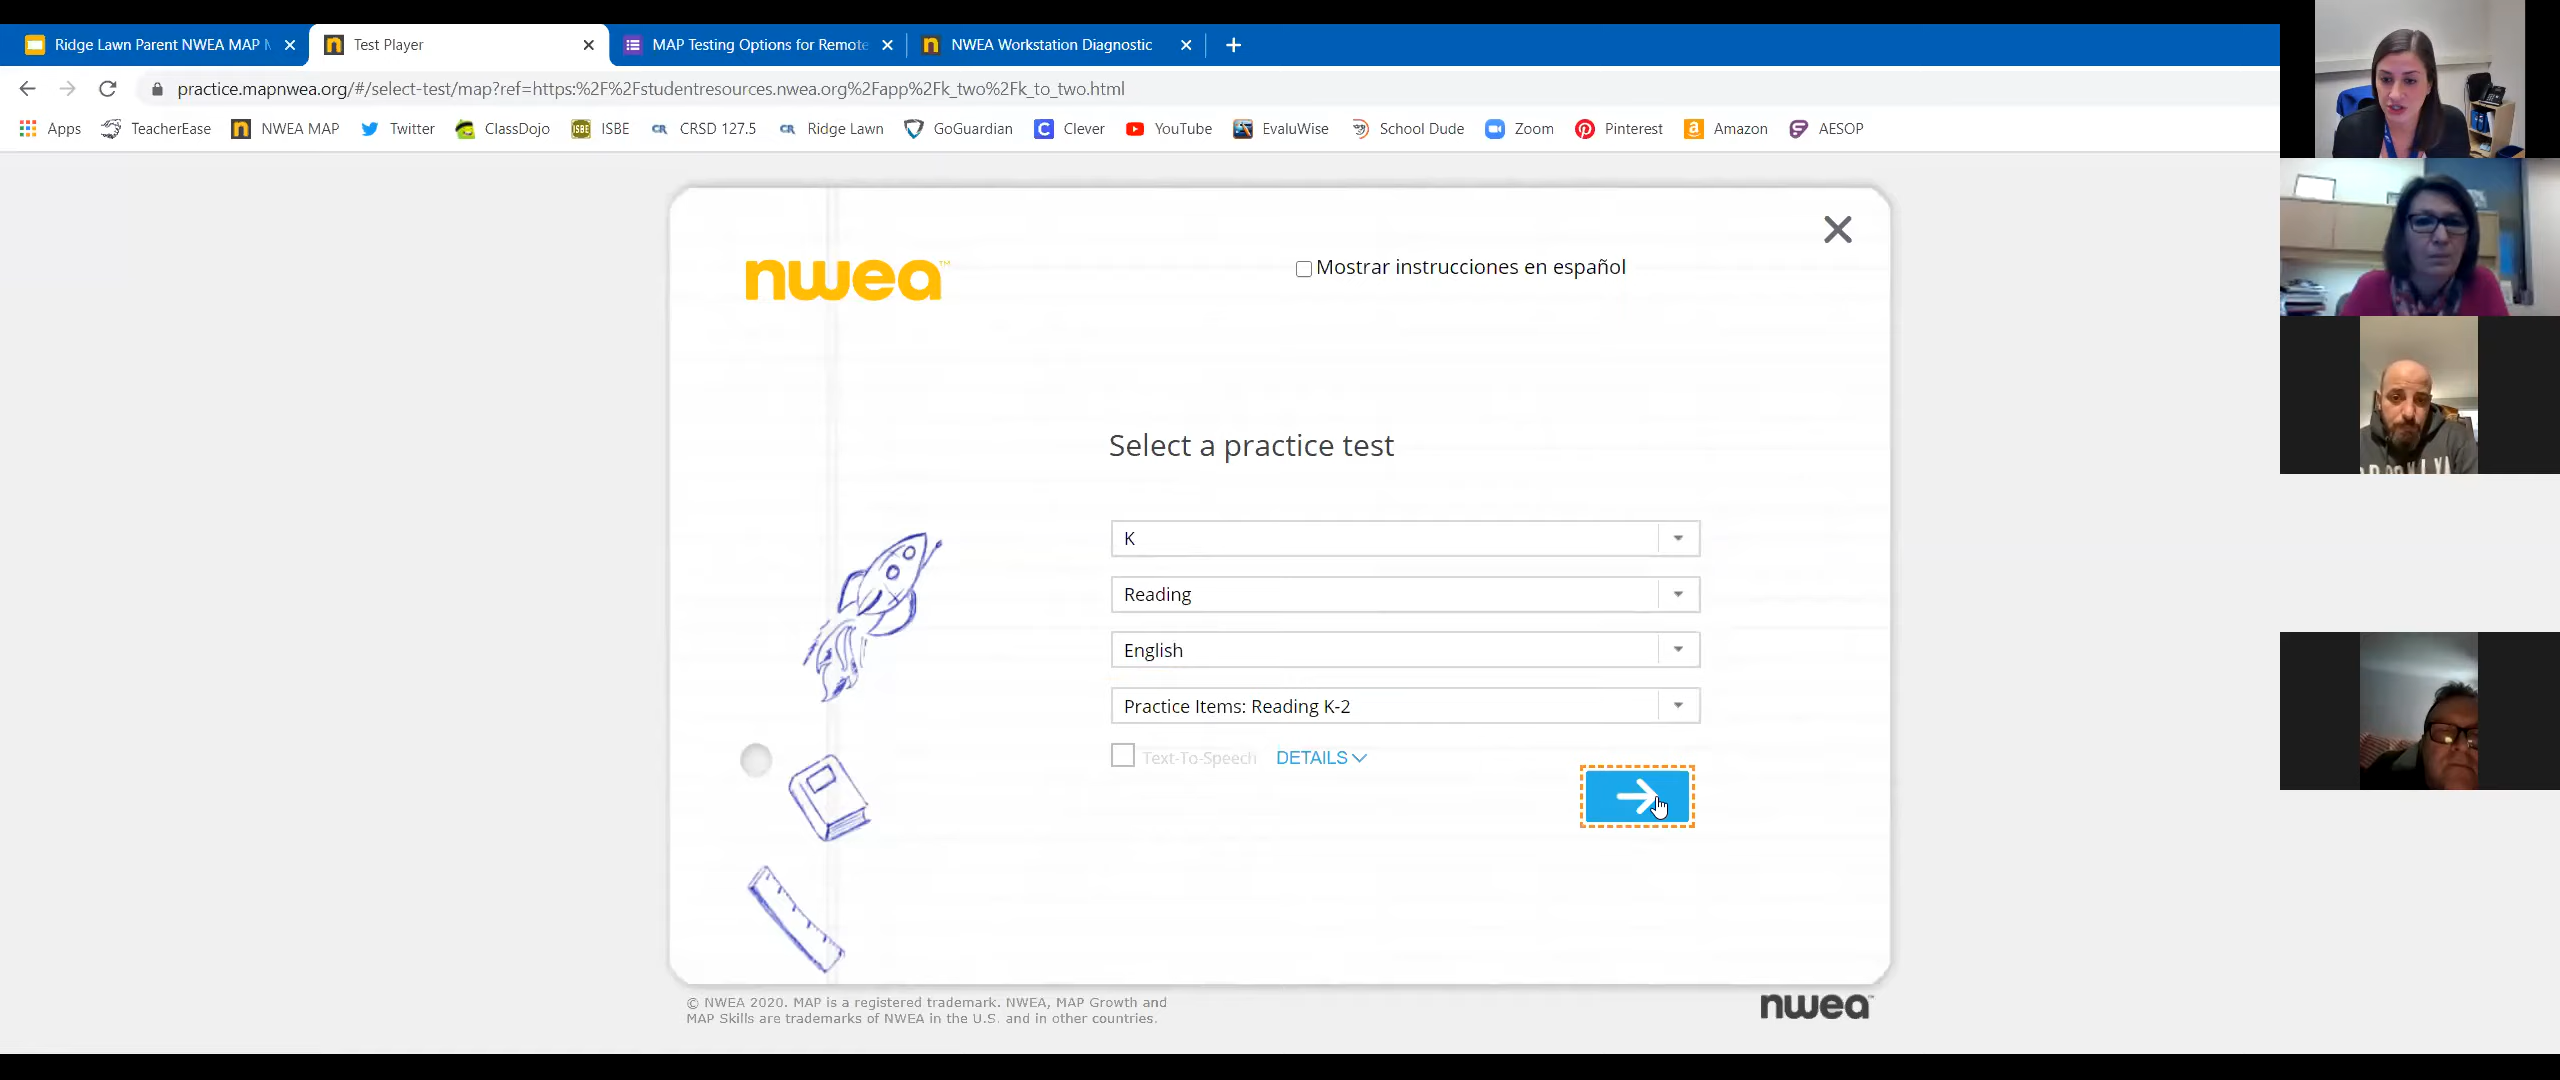 Ridge Lawn Parent NWEA MAP
Test Player
MAP Testing Options for Remote
NWEA Workstation Diagnostic
practice.mapnwea.org/#/select-test/map?ref=https:%2F%2Fstudentresources.nwea.org%2Fapp%2Fk_two%2Fk_to_two.html
Apps
TeacherEase
NWEA MAP
Twitter
ClassDojo
ISBE
CRSD 127.5
Ridge Lawn
GoGuardian
Clever
YouTube
EvaluWise
School Dude
Zoom
Pinterest
Amazon
AESOP
nwea™
Mostrar instrucciones en español
Select a practice test
K
Reading
English
Practice Items: Reading K-2
Text-To-Speech
DETAILS
© NWEA 2020. MAP is a registered trademark. NWEA, MAP Growth and
MAP Skills are trademarks of NWEA in the U.S. and in other countries.
nwea™